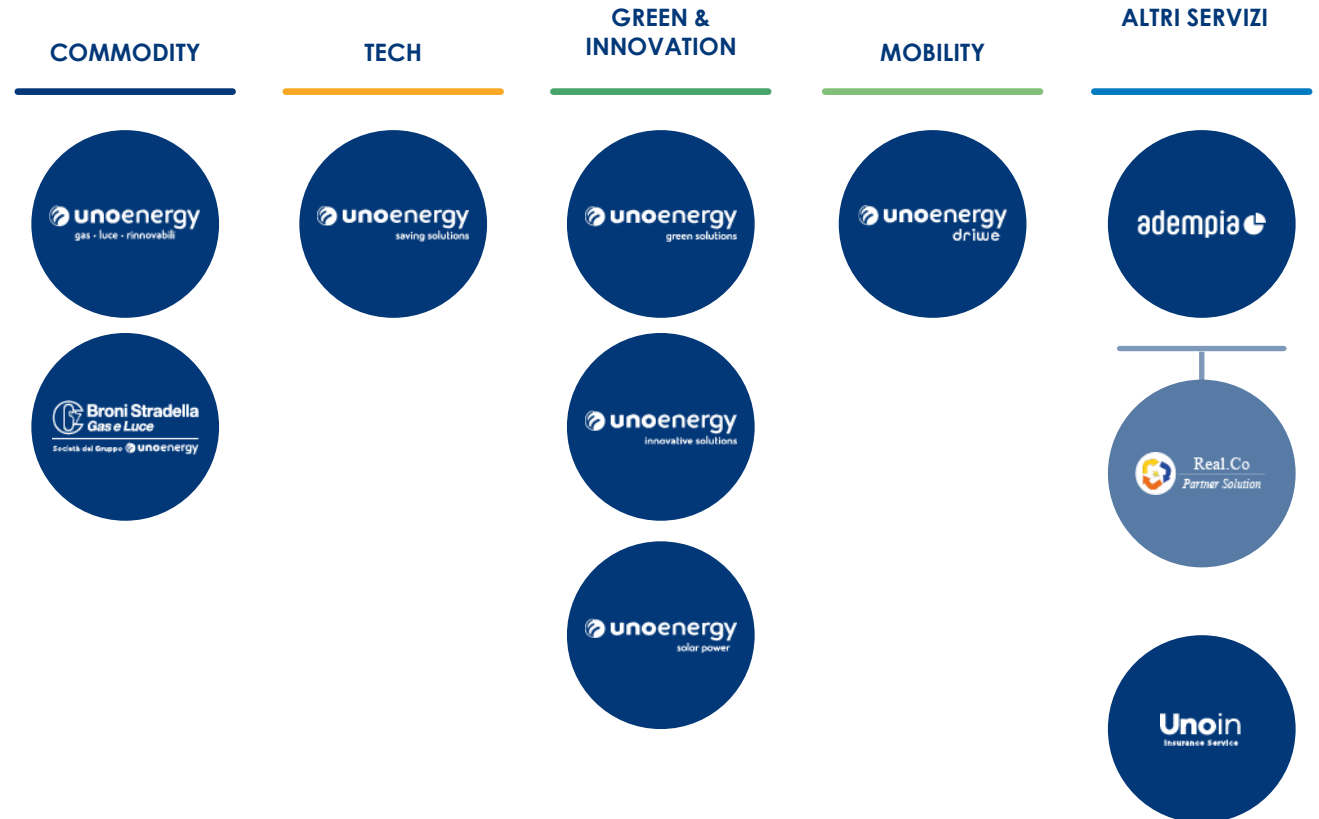 COMMODITY
TECH
GREEN &
INNOVATION
MOBILITY
ALTRI SERVIZI
unoenergy
gas · luce · rinnovabili
Broni Stradella
Gas e Luce
Società del Gruppo unoenergy
unoenergy
saving solutions
unoenergy
green solutions
unoenergy
innovative solutions
unoenergy
solar power
unoenergy
driwe
adempia
Real.Co
Partner Solution
Unoin
Insurance Service